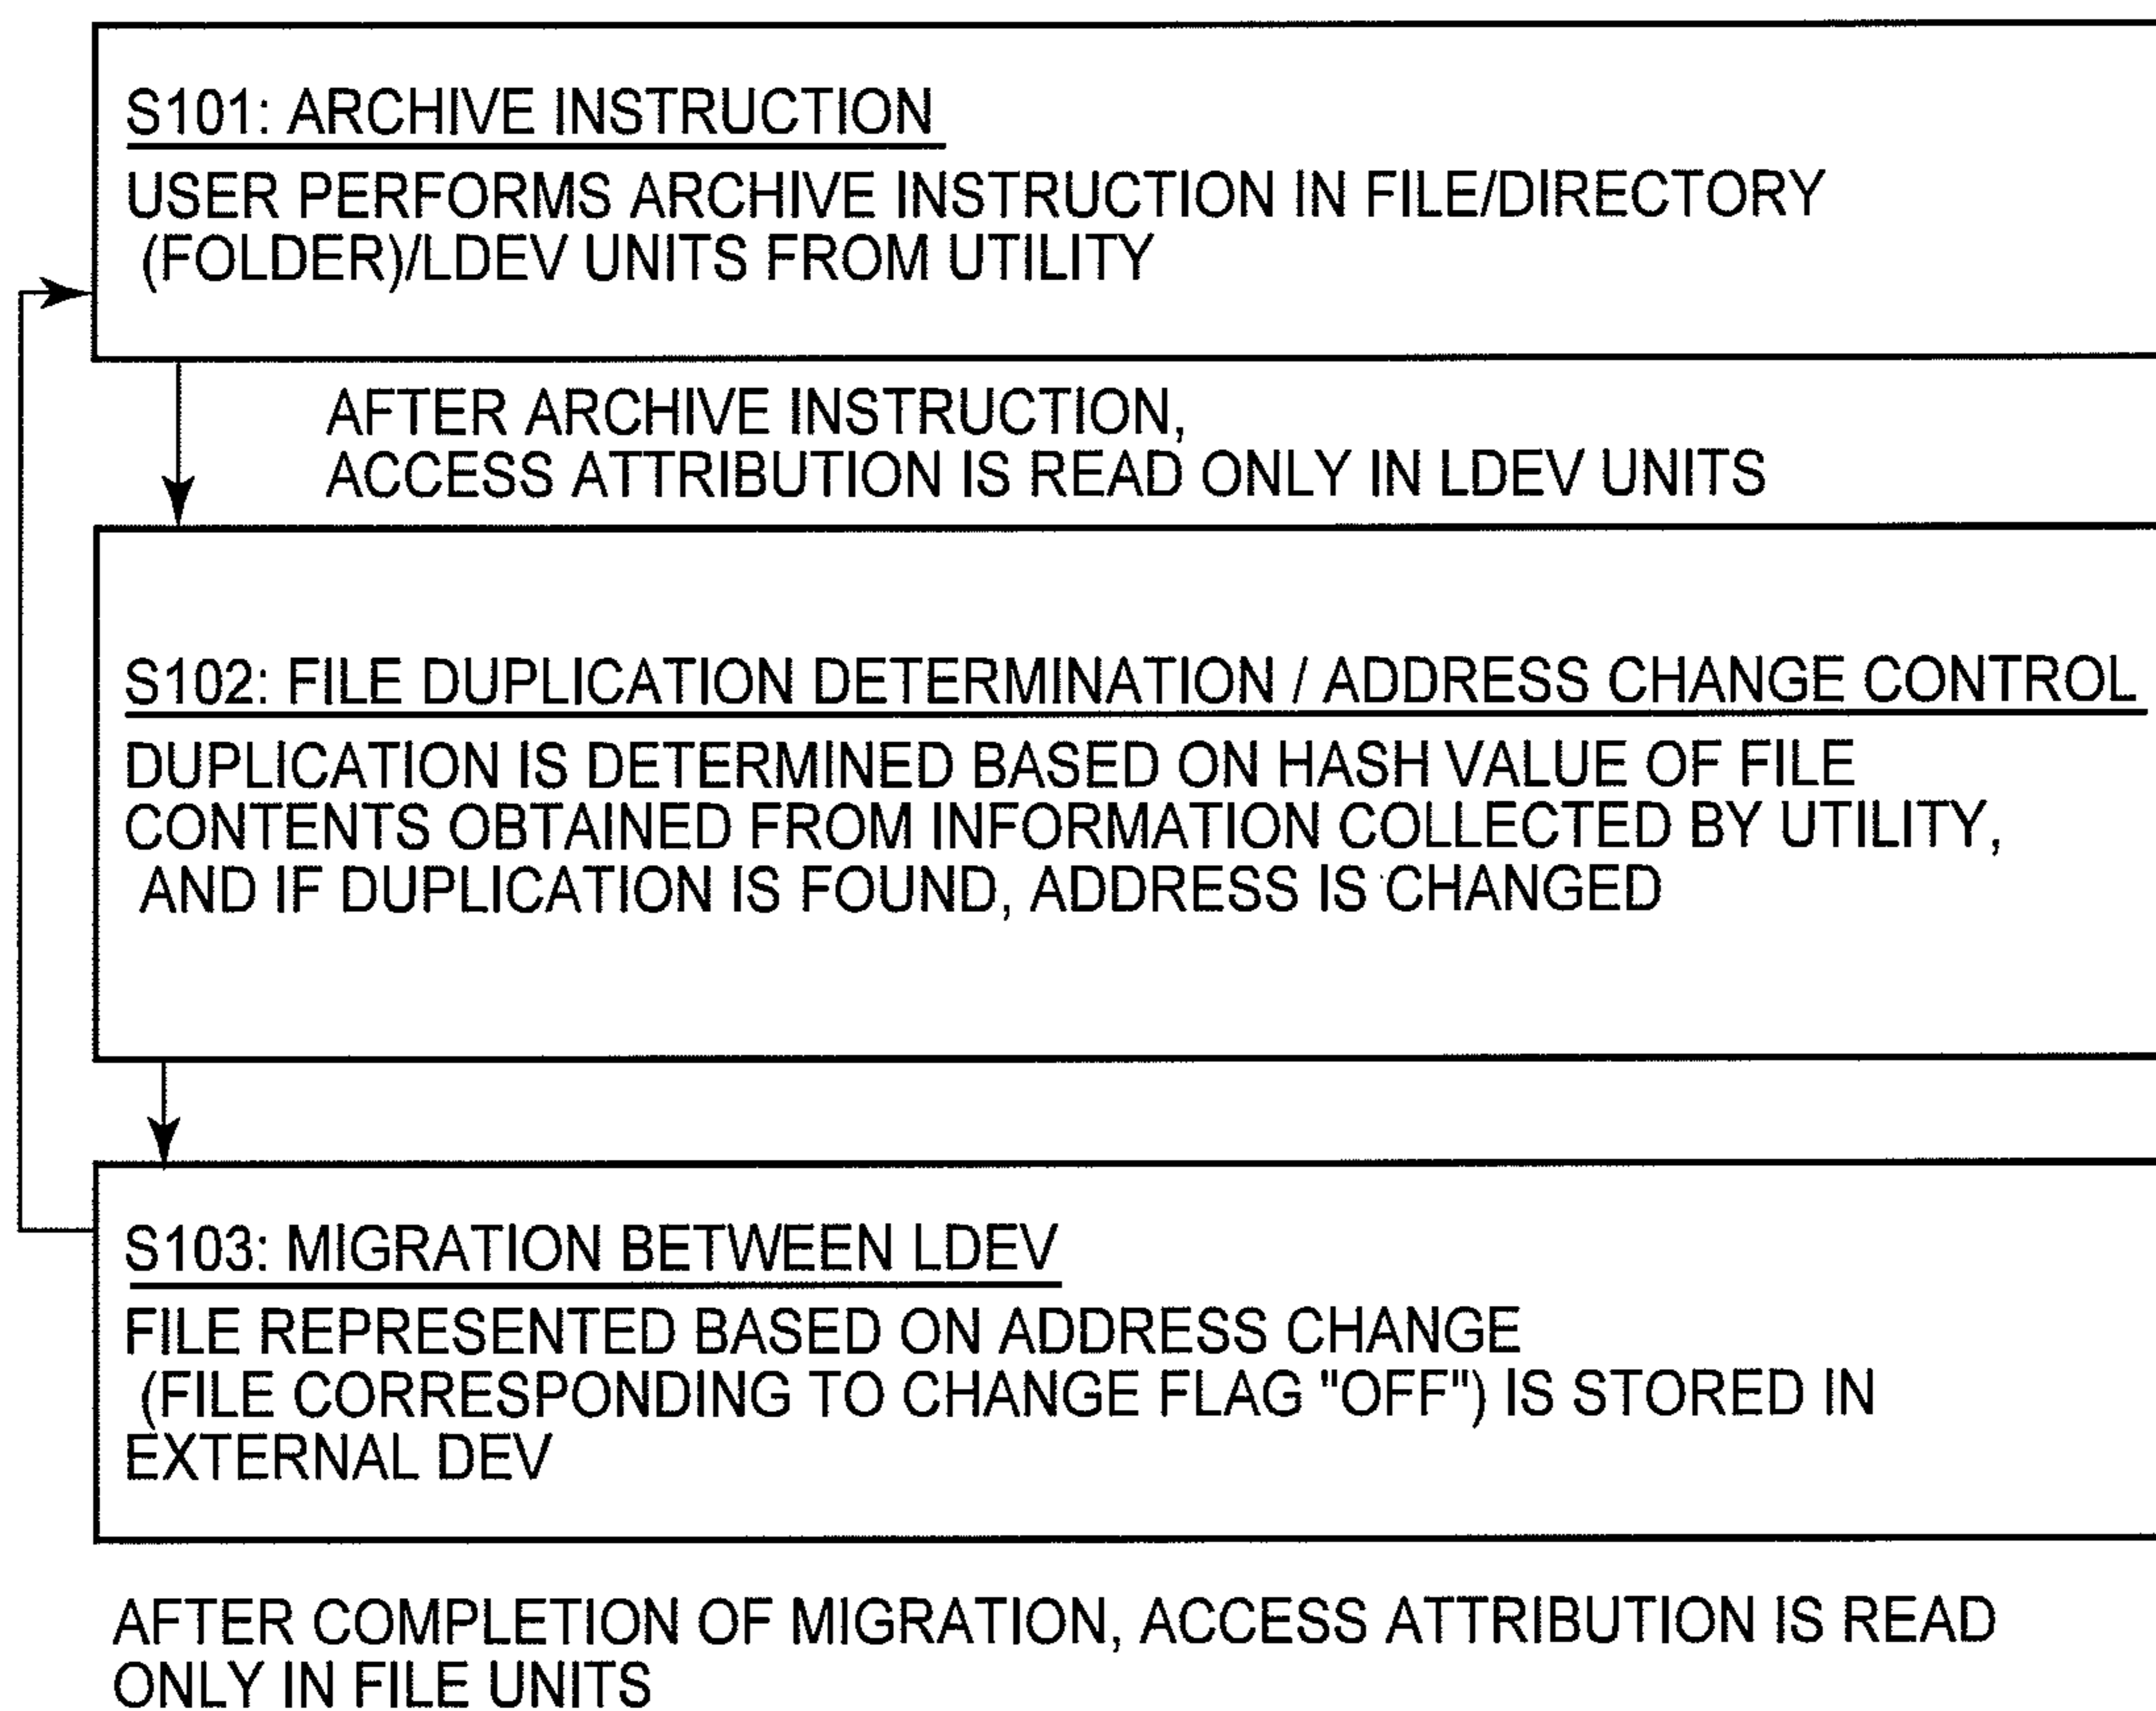 S101: ARCHIVE INSTRUCTION
USER PERFORMS ARCHIVE INSTRUCTION IN FILE/DIRECTORY
(FOLDER)/LDEV UNITS FROM UTILITY
AFTER ARCHIVE INSTRUCTION,
ACCESS ATTRIBUTION IS READ ONLY IN LDEV UNITS
S102: FILE DUPLICATION DETERMINATION / ADDRESS CHANGE CONTROL
DUPLICATION IS DETERMINED BASED ON HASH VALUE OF FILE
CONTENTS OBTAINED FROM INFORMATION COLLECTED BY UTILITY,
AND IF DUPLICATION IS FOUND, ADDRESS IS CHANGED
S103: MIGRATION BETWEEN LDEV
FILE REPRESENTED BASED ON ADDRESS CHANGE
(FILE CORRESPONDING TO CHANGE FLAG "OFF") IS STORED IN
EXTERNAL DEV
AFTER COMPLETION OF MIGRATION, ACCESS ATTRIBUTION IS READ
ONLY IN FILE UNITS